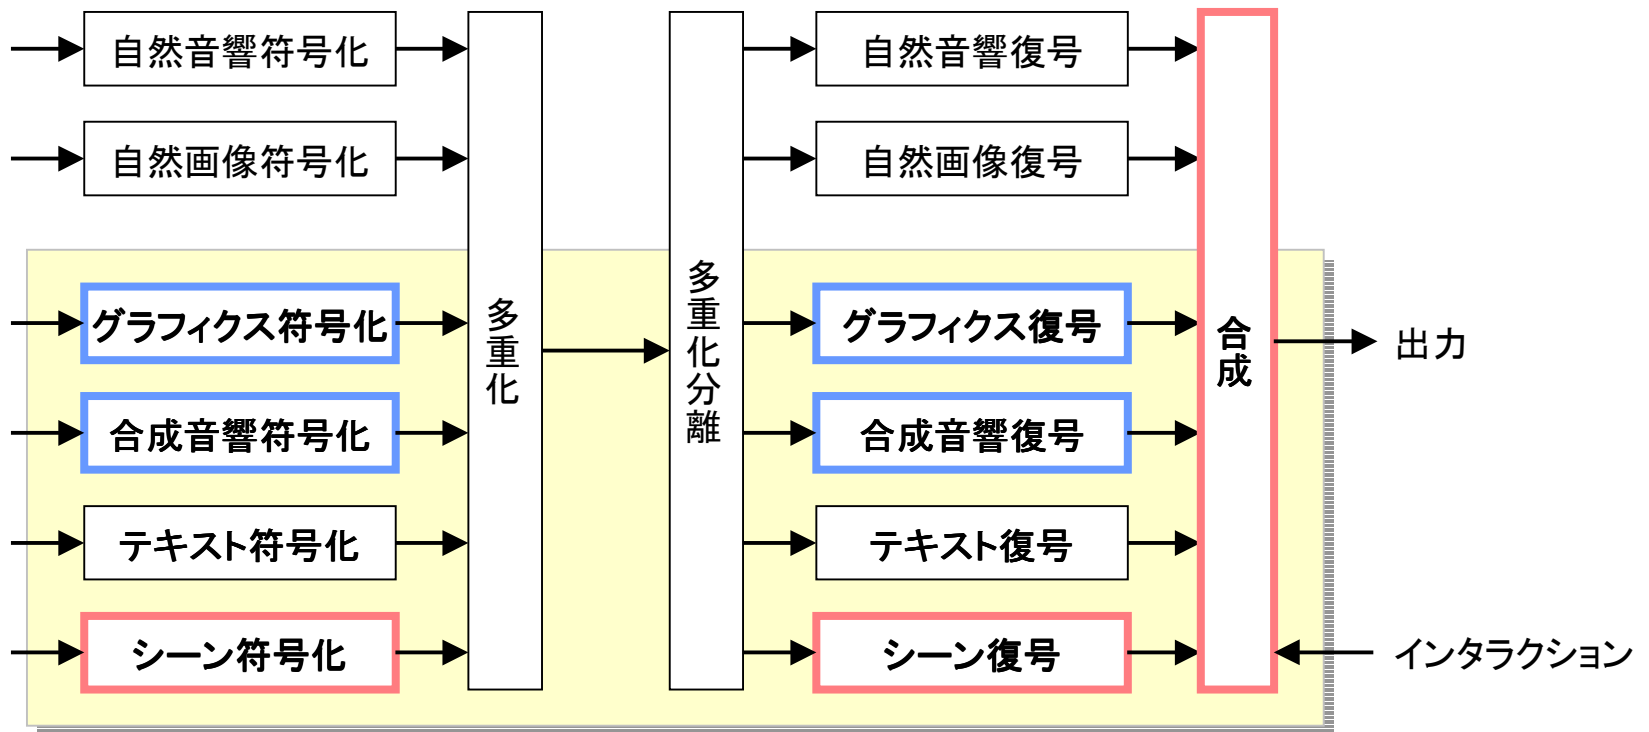 自然音響符号化
自然画像符号化
グラフィクス符号化
合成音響符号化
テキスト符号化
シーン符号化
多重化
多重化分離
自然音響復号
自然画像復号
グラフィクス復号
合成音響復号
テキスト復号
シーン復号
合成
出力
インタラクション